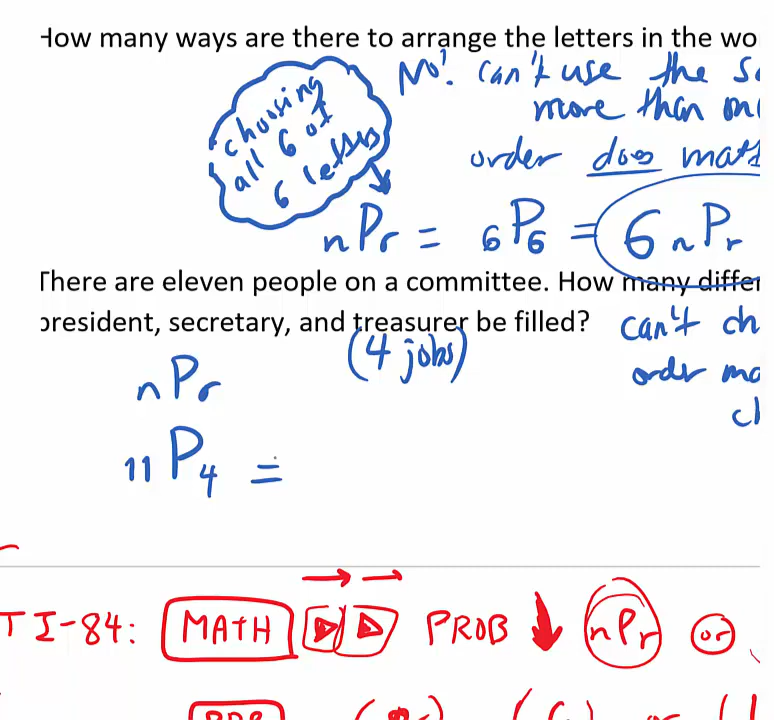 How many ways are there to arrange the letters in the wo
choosing
all 6 of
6 letters
No! can't use the sa
more than on
order does matt
nPr = 6P6 = 6 nPr
There are eleven people on a committee. How many differ
president, secretary, and treasurer be filled? can't ch
(4 jobs)
order ma
ch
nPr
11P4 =
TI-84: MATH ▷ ▷ PROB ↓ nPr or